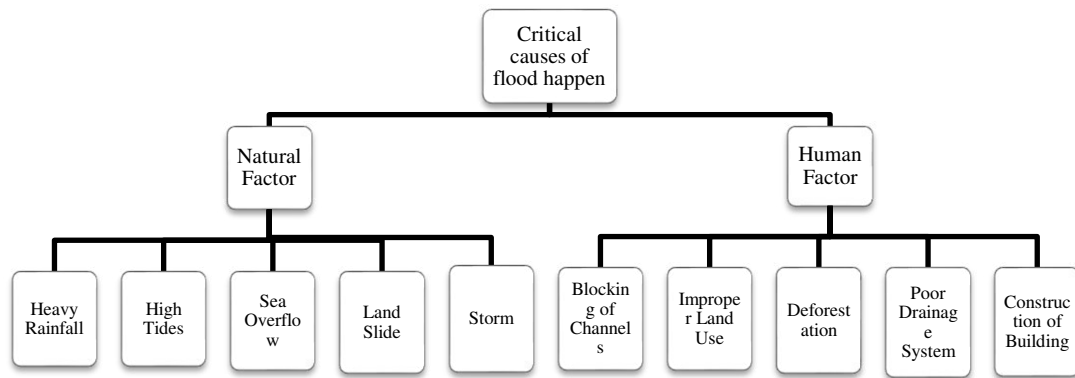 Critical
causes of
flood happen
Natural
Factor
Human
Factor
Heavy
Rainfall
High
Tides
Sea
Overflo
w
Land
Slide
Storm
Blockin
g of
Channel
s
Imprope
r Land
Use
Deforest
ation
Poor
Drainag
e
System
Construc
tion of
Building